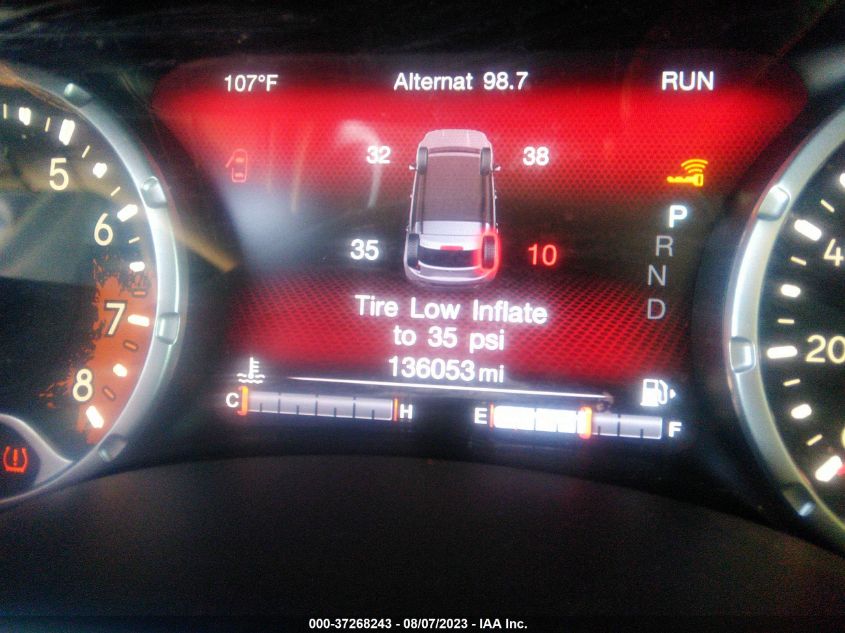 107°F Alternat 98.7 RUN
32 38
5
P
6 R
35 10
4
N
7 Tire Low Inflate D
to 35 psi
20
8 136053 mi
C H E F
000-37268243 - 08/07/2023 - IAA Inc.